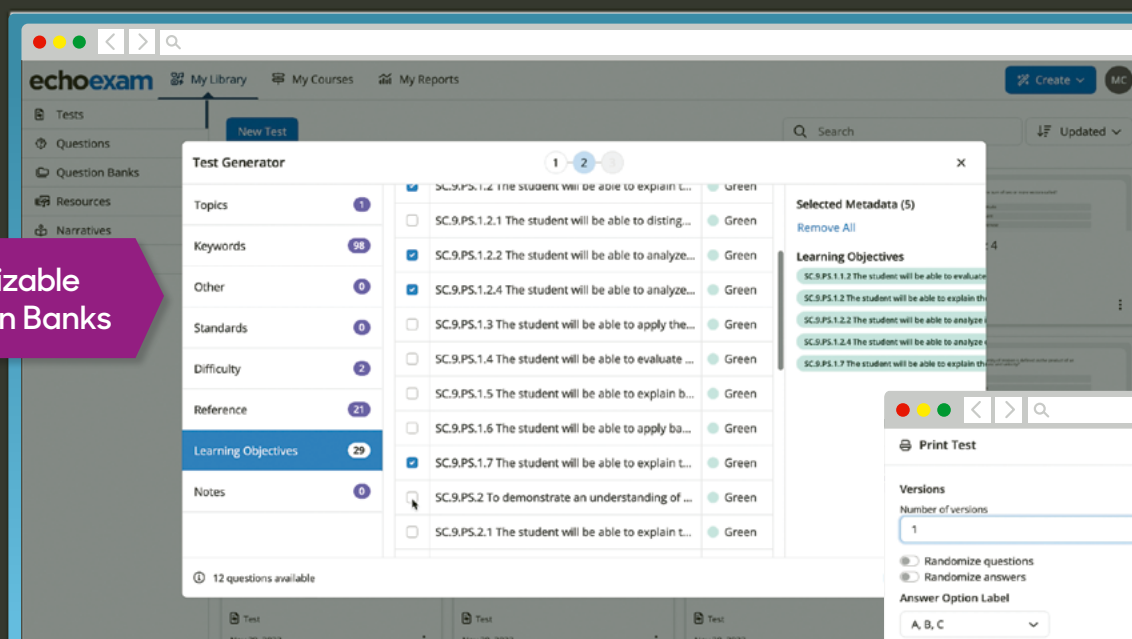 echoexam
My Library
My Courses
My Reports
Create
MC
Tests
Questions
Question Banks
Resources
Narratives
New Test
Search
Updated
izable
n Banks
Test Generator
1
2
3
Topics 1
Keywords 98
Other 0
Standards 0
Difficulty 2
Reference 21
Learning Objectives 29
Notes 0
SC.9.PS.1.2 The student will be able to explain t... Green
SC.9.PS.1.2.1 The student will be able to disting... Green
SC.9.PS.1.2.2 The student will be able to analyze... Green
SC.9.PS.1.2.4 The student will be able to analyze... Green
SC.9.PS.1.3 The student will be able to apply the... Green
SC.9.PS.1.4 The student will be able to evaluate ... Green
SC.9.PS.1.5 The student will be able to explain b... Green
SC.9.PS.1.6 The student will be able to apply ba... Green
SC.9.PS.1.7 The student will be able to explain t... Green
SC.9.PS.2 To demonstrate an understanding of ... Green
SC.9.PS.2.1 The student will be able to explain t... Green
Selected Metadata (5)
Remove All
Learning Objectives
SC.9.PS.1.1.2 The student will be able to evaluate
SC.9.PS.1.2 The student will be able to explain the
SC.9.PS.1.2.2 The student will be able to analyze
SC.9.PS.1.2.4 The student will be able to analyze
SC.9.PS.1.7 The student will be able to explain the
12 questions available
4
Test
Test
Test
Print Test
Versions
Number of versions
1
Randomize questions
Randomize answers
Answer Option Label
A, B, C